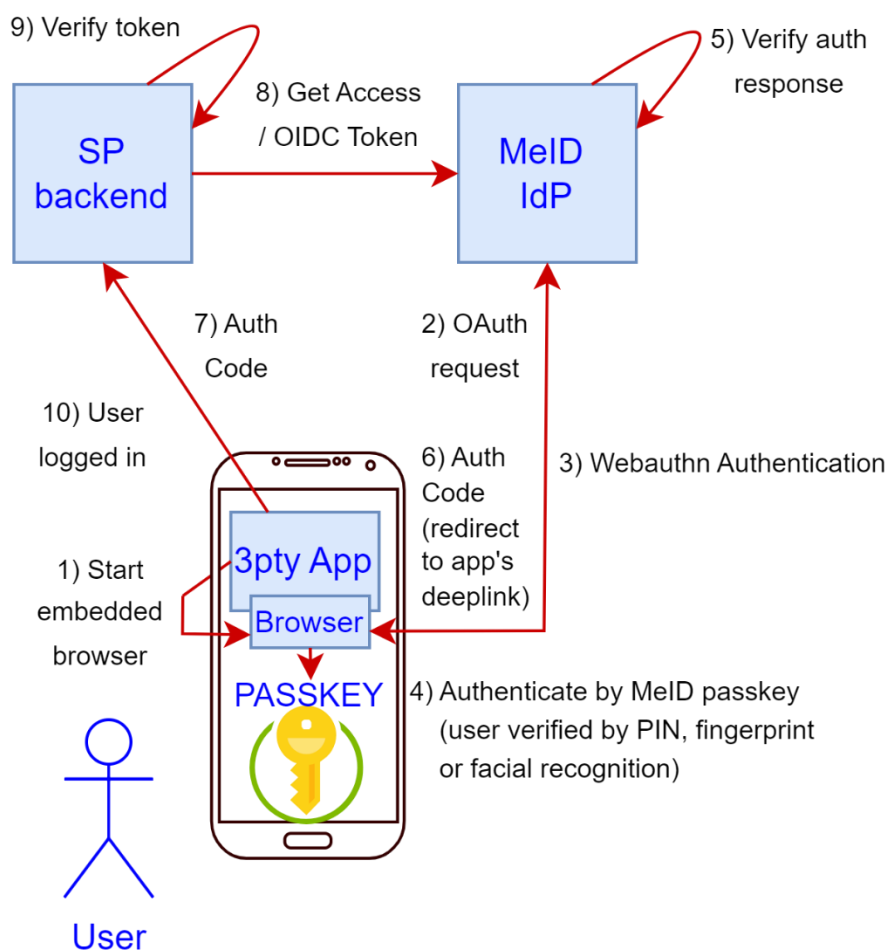 9) Verify token
5) Verify auth
response
8) Get Access
/ OIDC Token
SP
backend
MeID
IdP
7) Auth
Code
2) OAuth
request
10) User
logged in
6) Auth
Code
(redirect
to app's
deeplink)
3) Webauthn Authentication
1) Start
embedded
browser
3pty App
Browser
PASSKEY
4) Authenticate by MeID passkey
(user verified by PIN, fingerprint
or facial recognition)
User